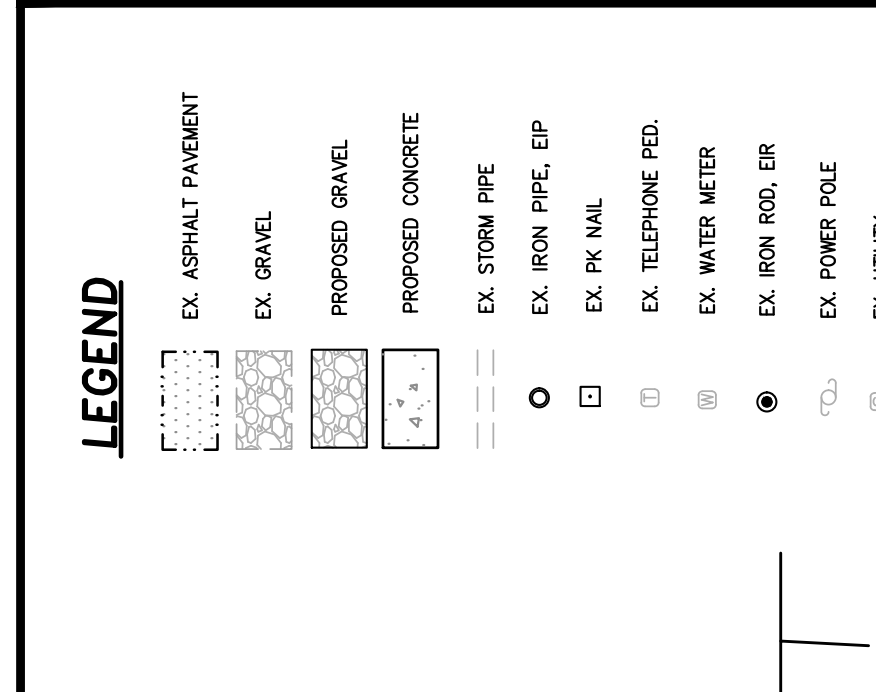 LEGEND
EX. ASPHALT PAVEMENT
EX. GRAVEL
PROPOSED GRAVEL
PROPOSED CONCRETE
EX. STORM PIPE
EX. IRON PIPE, EIP
EX. PK NAIL
T EX. TELEPHONE PED.
W EX. WATER METER
EX. IRON ROD, EIR
EX. POWER POLE